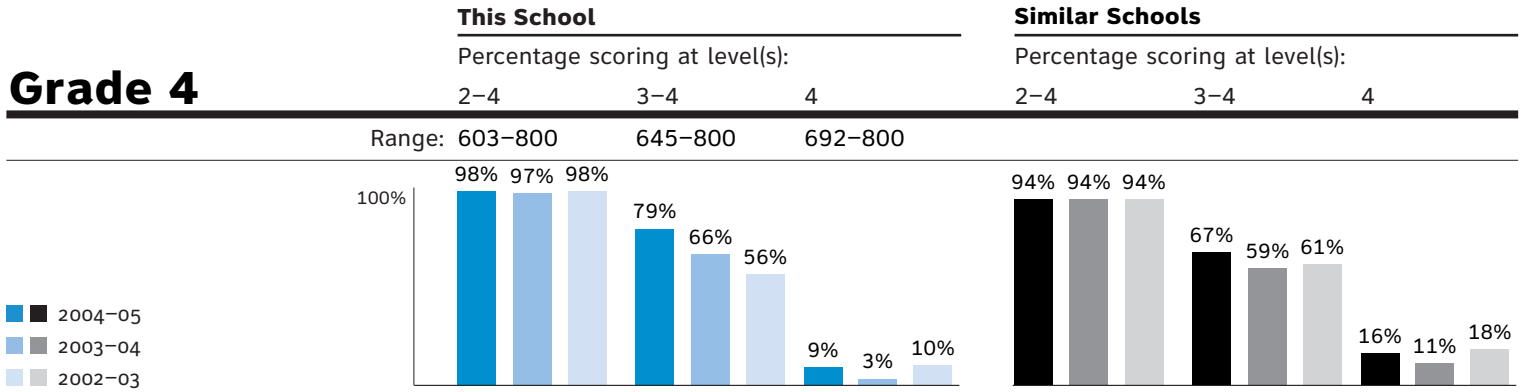 This School Similar Schools
Percentage scoring at level(s): Percentage scoring at level(s):
Grade 4 2–4 3–4 4 2–4 3–4 4
Range: 603–800 645–800 692–800
100% 98% 97% 98% 79% 66% 56% 9% 3% 10% 94% 94% 94% 67% 59% 61% 16% 11% 18%
2004–05
2003–04
2002–03